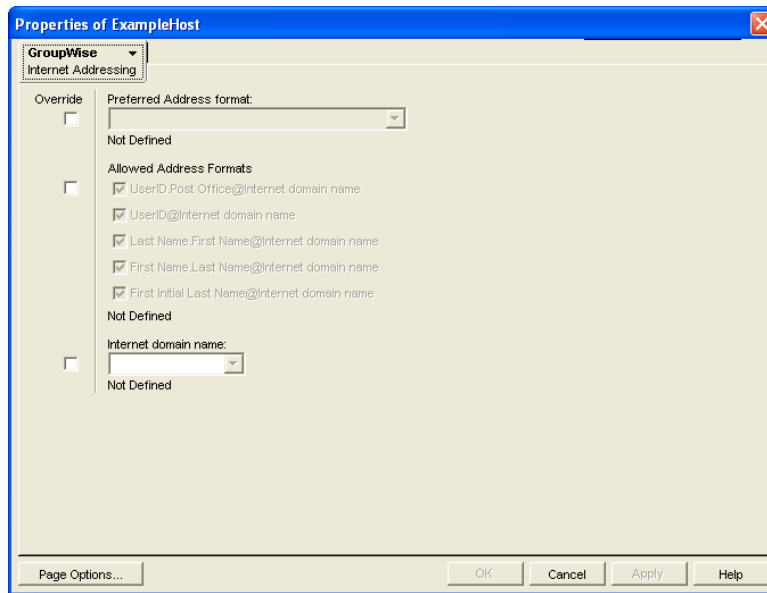 Properties of ExampleHost
GroupWise
Internet Addressing
Override
Preferred Address format:
Not Defined
Allowed Address Formats
UserID.Post Office@Internet domain name
UserID@Internet domain name
Last Name.First Name@Internet domain name
First Name.Last Name@Internet domain name
First Initial Last Name@Internet domain name
Not Defined
Internet domain name:
Not Defined
Page Options...
OK
Cancel
Apply
Help